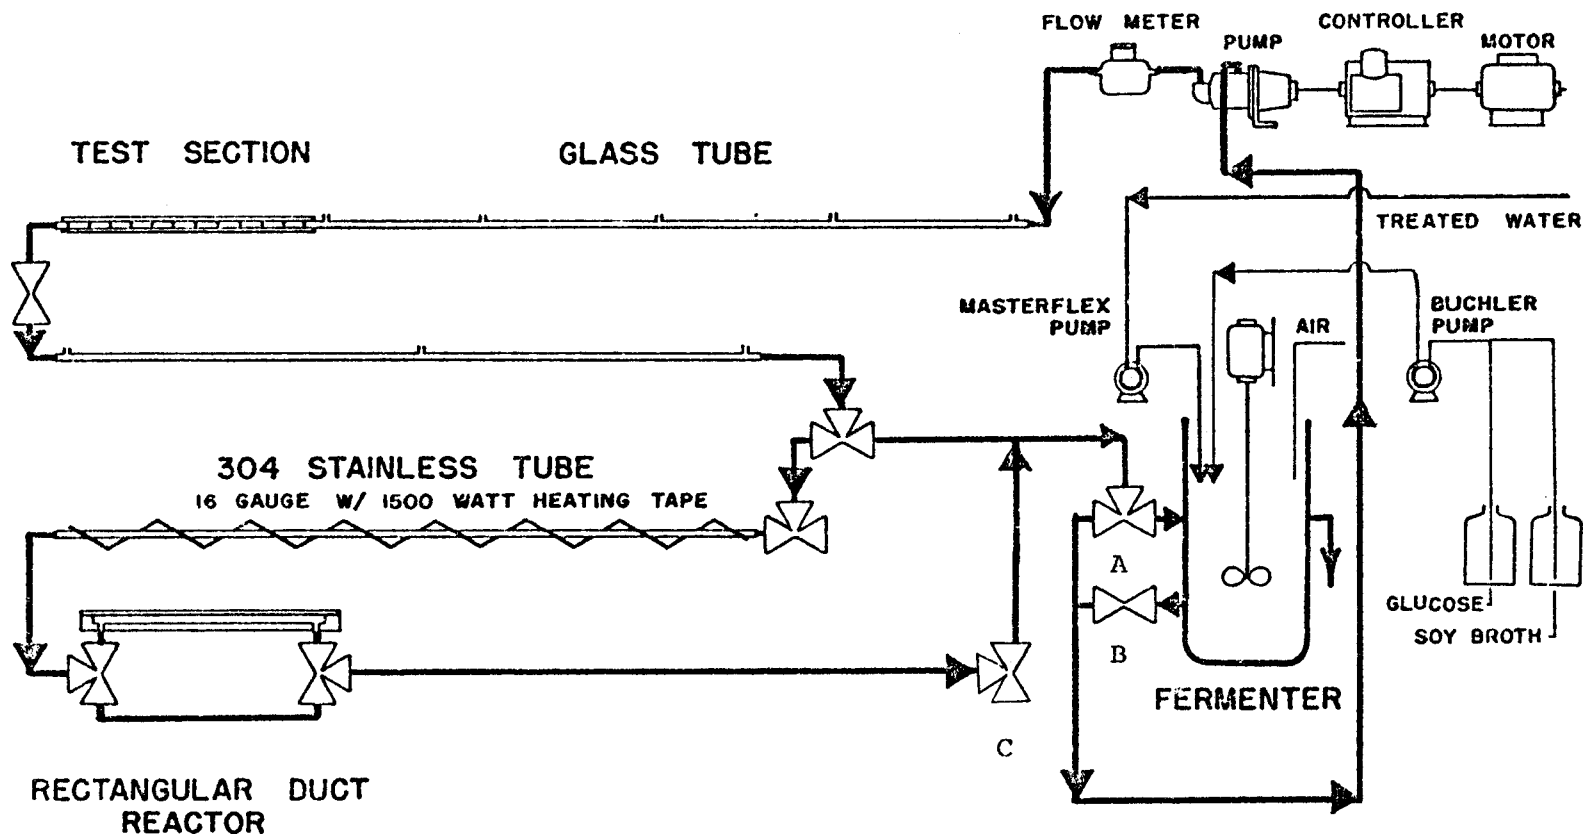 FLOW METER
PUMP
CONTROLLER
MOTOR
TEST SECTION
GLASS TUBE
TREATED WATER
MASTERFLEX
PUMP
AIR
BUCHLER
PUMP
304 STAINLESS TUBE
16 GAUGE W/ 1500 WATT HEATING TAPE
A
B
GLUCOSE
SOY BROTH
FERMENTER
C
RECTANGULAR DUCT
REACTOR